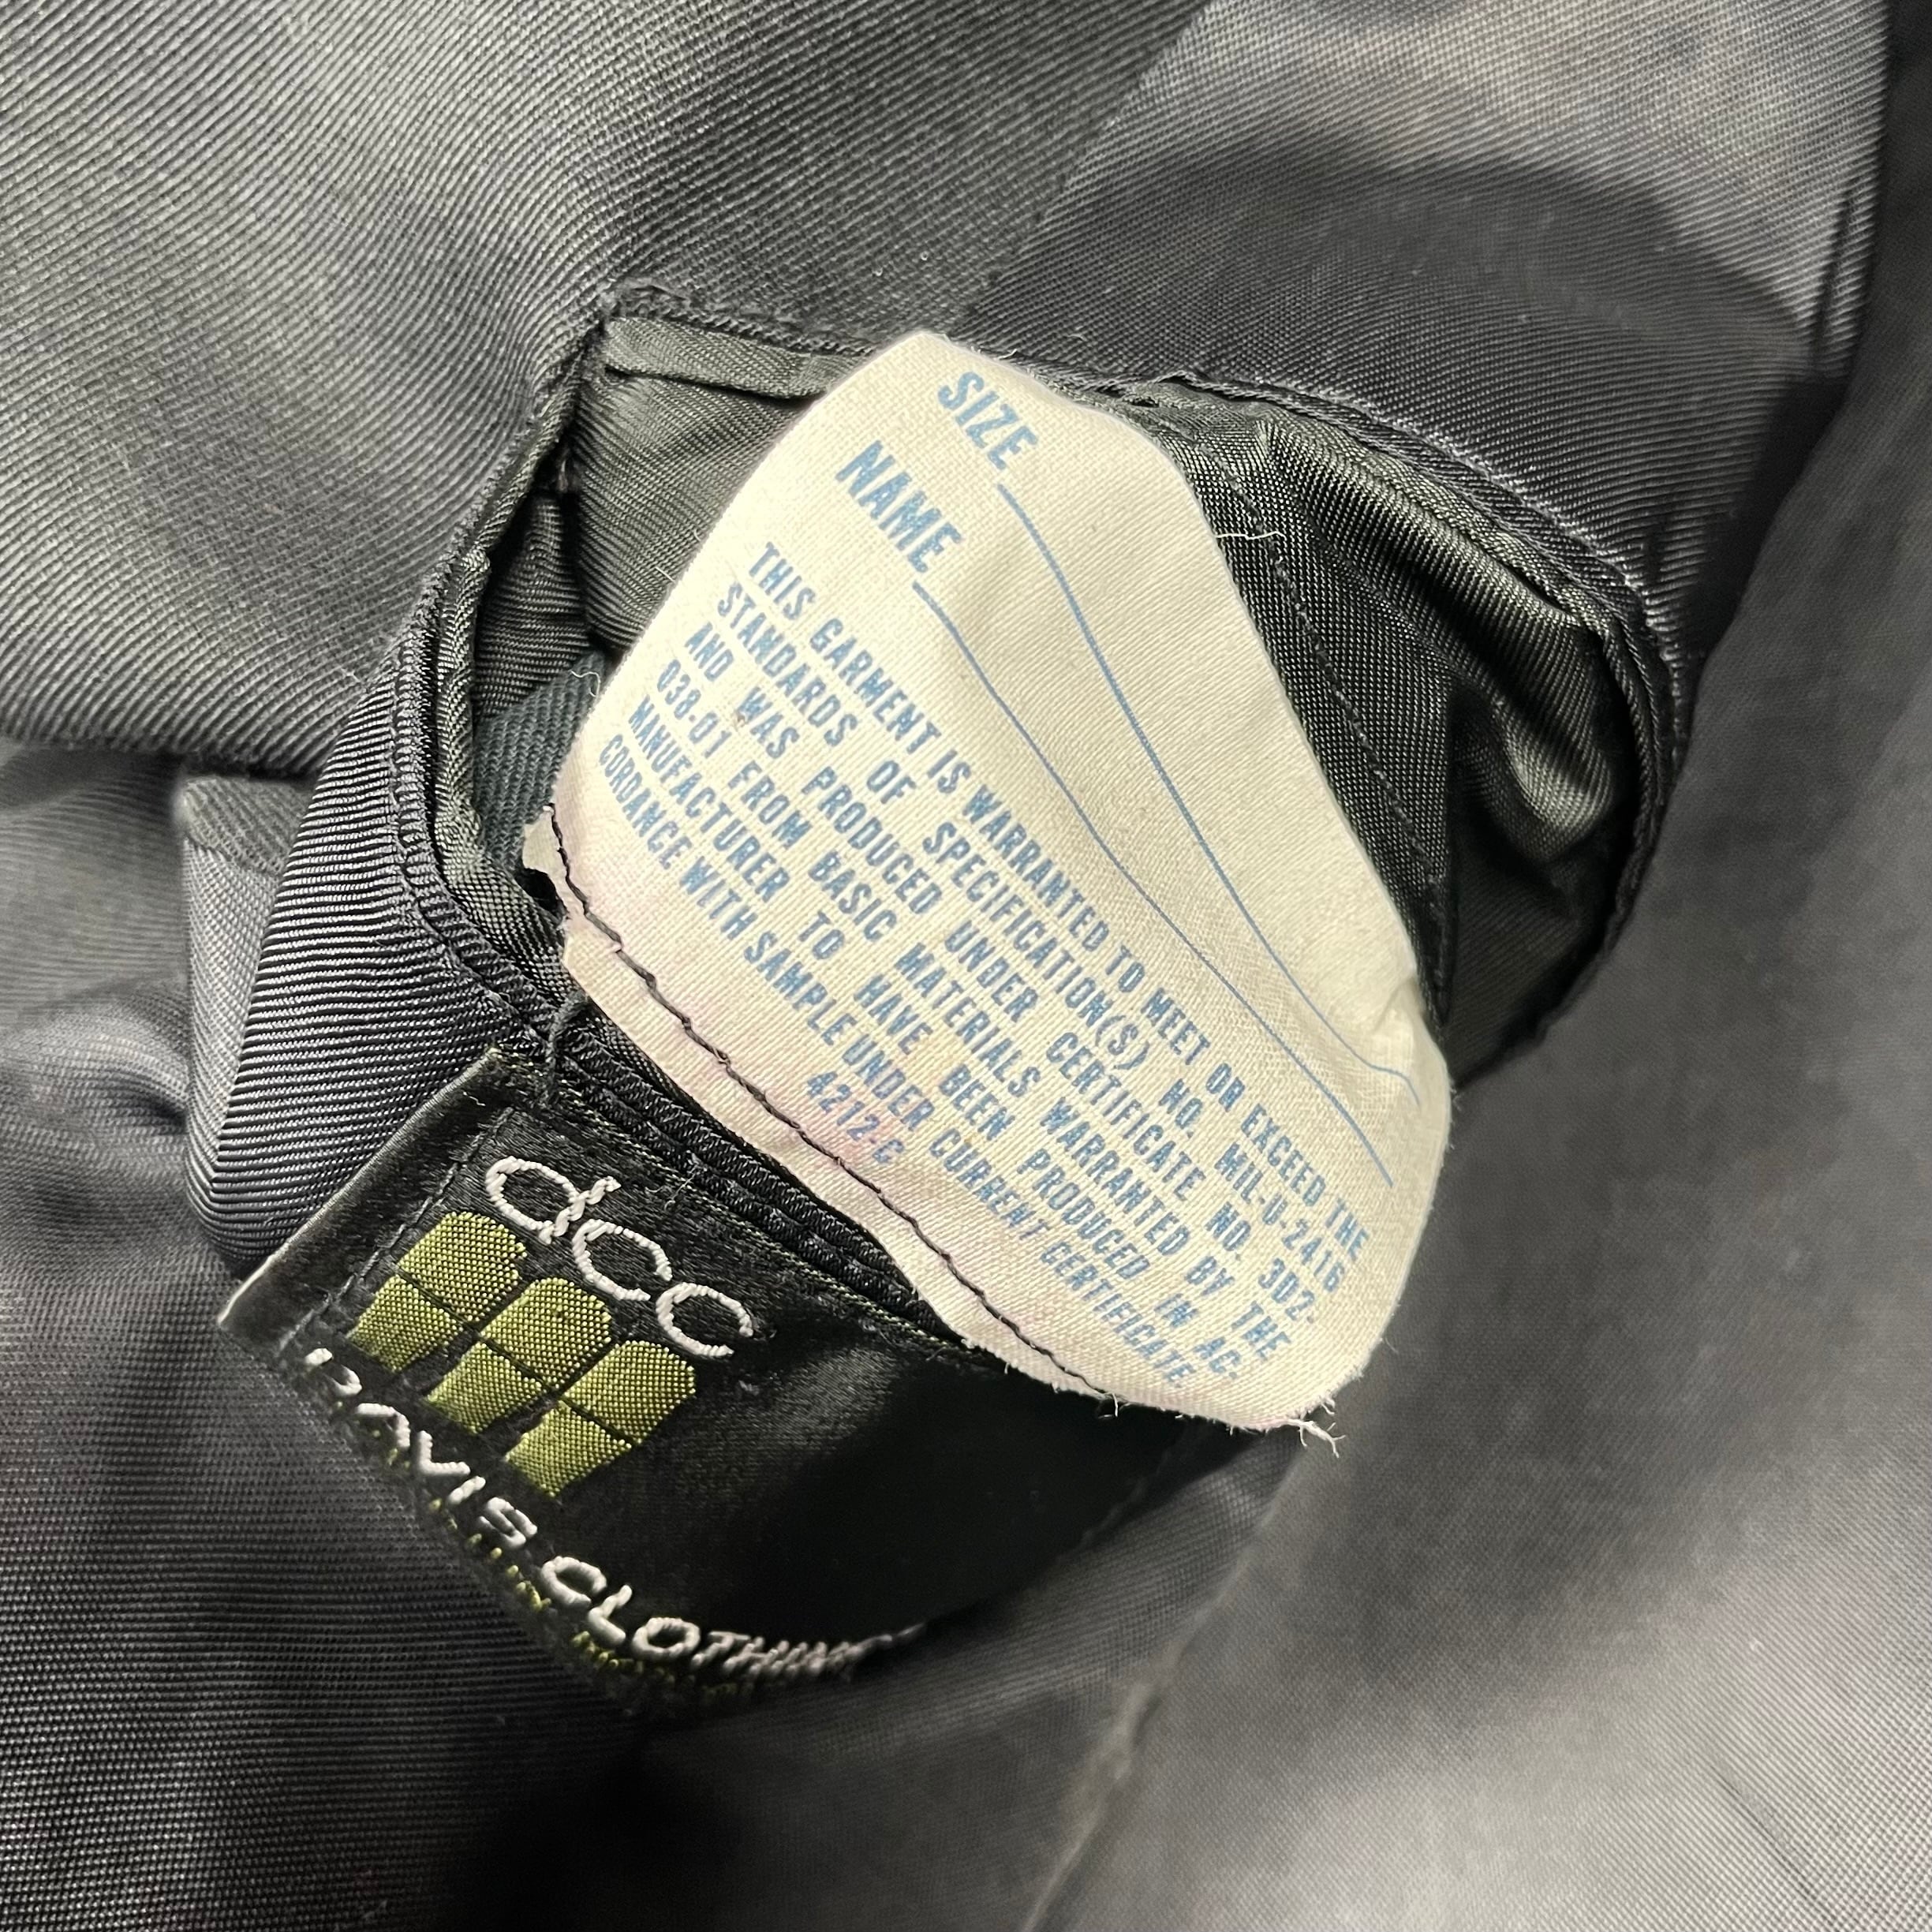 SIZE
NAME
THIS GARMENT IS WARRANTED TO MEET OR EXCEED THE
STANDARDS OF SPECIFICATION(S) NO. MIL-U-2416
AND WAS PRODUCED UNDER CERTIFICATE NO. 3D2-
038-01 FROM BASIC MATERIALS WARRANTED BY THE
MANUFACTURER TO HAVE BEEN PRODUCED IN AC-
CORDANCE WITH SAMPLE UNDER CURRENT CERTIFICATE.
4212-C
dcc
DAVIS CLOTHING